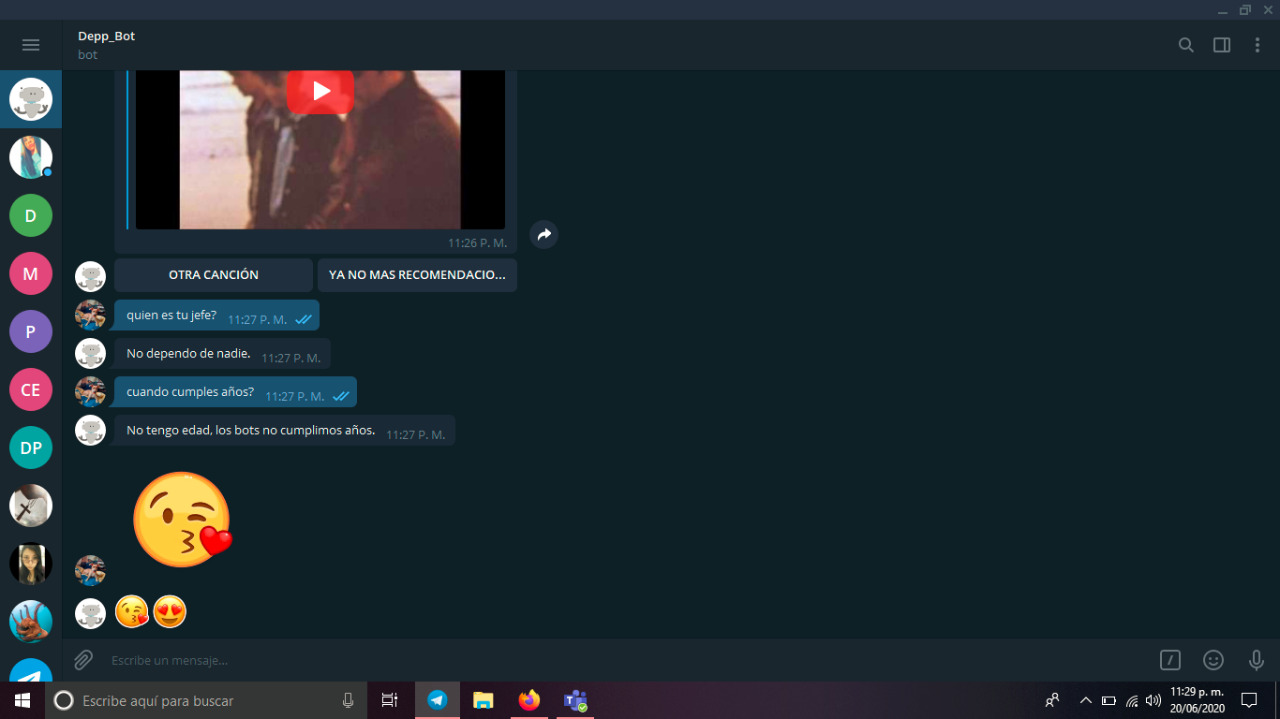 Depp_Bot
bot
11:26 P. M.
OTRA CANCIÓN
YA NO MAS RECOMENDACIO...
quien es tu jefe? 11:27 P. M.
No dependo de nadie. 11:27 P. M.
cuando cumples años? 11:27 P. M.
No tengo edad, los bots no cumplimos años. 11:27 P. M.
D
M
P
CE
DP
Escribe un mensaje...
Escribe aquí para buscar
11:29 p. m.
20/06/2020